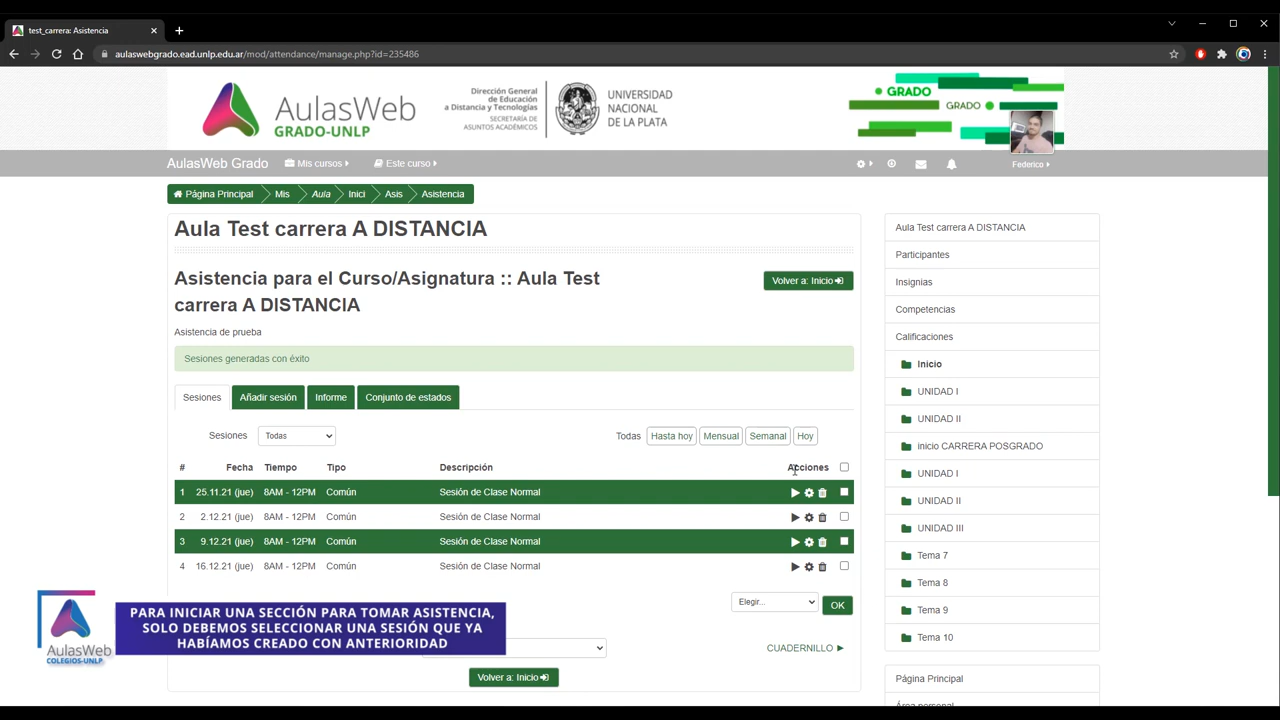 test_carrera: Asistencia
aulaswebgrado.ead.unlp.edu.ar/mod/attendance/manage.php?id=235486
AulasWeb
GRADO-UNLP
Dirección General
de Educación
a Distancia y Tecnologías
SECRETARÍA DE
ASUNTOS ACADÉMICOS
UNIVERSIDAD
NACIONAL
DE LA PLATA
GRADO
GRADO
AulasWeb Grado
Mis cursos
Este curso
Federico
Página Principal
Mis
Aula
Inici
Asis
Asistencia
Aula Test carrera A DISTANCIA
Asistencia para el Curso/Asignatura :: Aula Test
carrera A DISTANCIA
Volver a: Inicio
Asistencia de prueba
Sesiones generadas con éxito
Sesiones
Añadir sesión
Informe
Conjunto de estados
Sesiones Todas
Todas Hasta hoy Mensual Semanal Hoy
# Fecha Tiempo Tipo Descripción Acciones
1 25.11.21 (jue) 8AM - 12PM Común Sesión de Clase Normal
2 2.12.21 (jue) 8AM - 12PM Común Sesión de Clase Normal
3 9.12.21 (jue) 8AM - 12PM Común Sesión de Clase Normal
4 16.12.21 (jue) 8AM - 12PM Común Sesión de Clase Normal
Elegir... OK
CUADERNILLO ►
Volver a: Inicio
AulasWeb
COLEGIOS-UNLP
PARA INICIAR UNA SECCIÓN PARA TOMAR ASISTENCIA,
SOLO DEBEMOS SELECCIONAR UNA SESIÓN QUE YA
HABÍAMOS CREADO CON ANTERIORIDAD
Aula Test carrera A DISTANCIA
Participantes
Insignias
Competencias
Calificaciones
Inicio
UNIDAD I
UNIDAD II
inicio CARRERA POSGRADO
UNIDAD I
UNIDAD II
UNIDAD III
Tema 7
Tema 8
Tema 9
Tema 10
Página Principal
Área personal